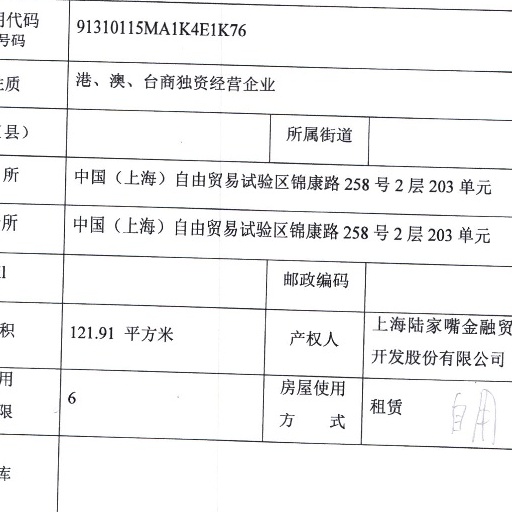 用代码 91310115MA1K4E1K76
号码
性质 港、澳、台商独资经营企业
县） 所属街道
所 中国（上海）自由贸易试验区锦康路 258 号 2 层 203 单元
所 中国（上海）自由贸易试验区锦康路 258 号 2 层 203 单元
邮政编码
积 121.91 平方米 产权人 上海陆家嘴金融贸
开发股份有限公司
用 6 房屋使用 租赁 自用
限 方 式
库